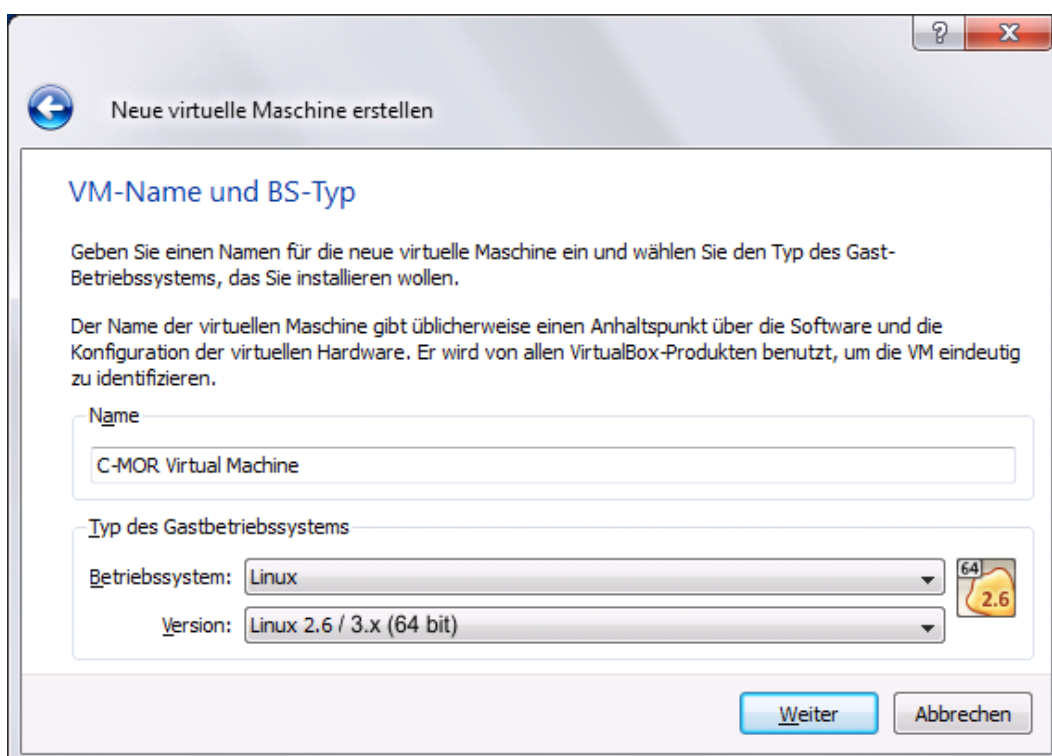 Neue virtuelle Maschine erstellen
VM-Name und BS-Typ
Geben Sie einen Namen für die neue virtuelle Maschine ein und wählen Sie den Typ des Gast-
Betriebssystems, das Sie installieren wollen.
Der Name der virtuellen Maschine gibt üblicherweise einen Anhaltspunkt über die Software und die
Konfiguration der virtuellen Hardware. Er wird von allen VirtualBox-Produkten benutzt, um die VM eindeutig
zu identifizieren.
Name
C-MOR Virtual Machine
Typ des Gastbetriebssystems
Betriebssystem: Linux
64
2.6
Version: Linux 2.6 / 3.x (64 bit)
Weiter Abbrechen